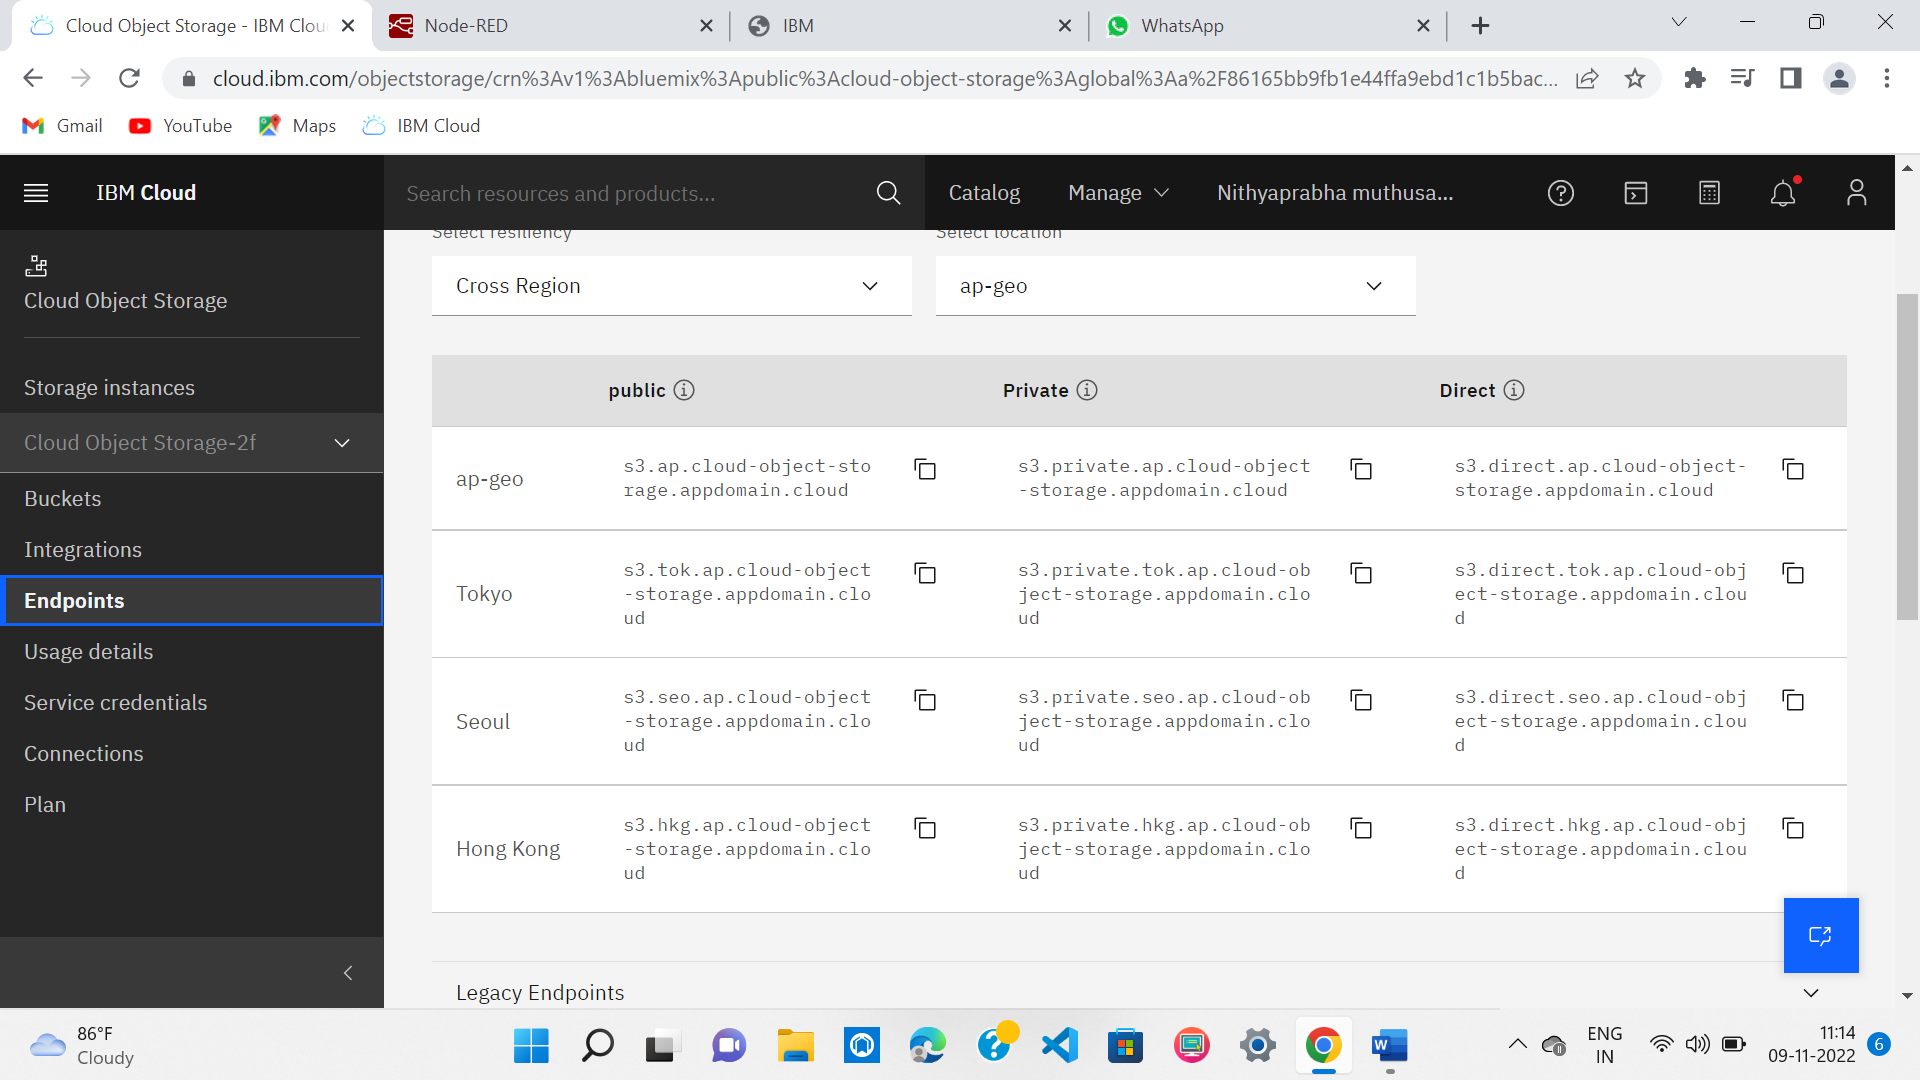 Cloud Object Storage - IBM Clou
Node-RED
IBM
WhatsApp
cloud.ibm.com/objectstorage/crn%3Av1%3Abluemix%3Apublic%3Acloud-object-storage%3Aglobal%3Aa%2F86165bb9fb1e44ffa9ebd1c1b5bac...
Gmail
YouTube
Maps
IBM Cloud
IBM Cloud
Search resources and products...
Catalog
Manage
Nithyaprabha muthusa...
Cloud Object Storage
Storage instances
Cloud Object Storage-2f
Buckets
Integrations
Endpoints
Usage details
Service credentials
Connections
Plan
Select resiliency
Select location
Cross Region
ap-geo
public
Private
Direct
ap-geo
s3.ap.cloud-object-sto
rage.appdomain.cloud
s3.private.ap.cloud-object
-storage.appdomain.cloud
s3.direct.ap.cloud-object-
storage.appdomain.cloud
Tokyo
s3.tok.ap.cloud-object
-storage.appdomain.clo
ud
s3.private.tok.ap.cloud-ob
ject-storage.appdomain.clo
ud
s3.direct.tok.ap.cloud-obj
ect-storage.appdomain.clou
d
Seoul
s3.seo.ap.cloud-object
-storage.appdomain.clo
ud
s3.private.seo.ap.cloud-ob
ject-storage.appdomain.clo
ud
s3.direct.seo.ap.cloud-obj
ect-storage.appdomain.clou
d
Hong Kong
s3.hkg.ap.cloud-object
-storage.appdomain.clo
ud
s3.private.hkg.ap.cloud-ob
ject-storage.appdomain.clo
ud
s3.direct.hkg.ap.cloud-obj
ect-storage.appdomain.clou
d
Legacy Endpoints
86°F
Cloudy
ENG
IN
11:14
09-11-2022
6